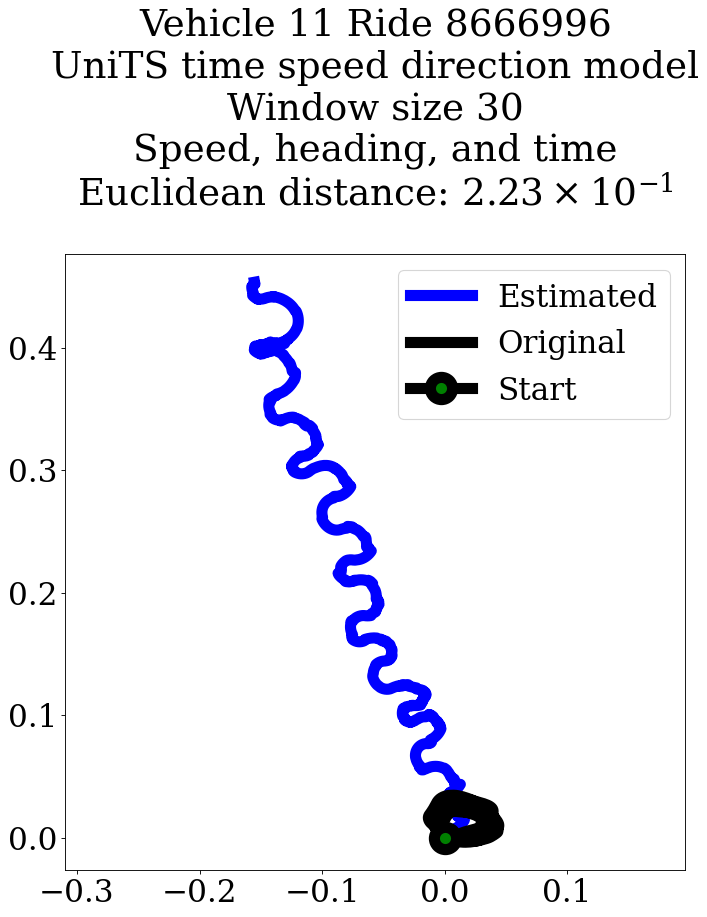 Vehicle 11 Ride 8666996
UniTS time speed direction model
Window size 30
Speed, heading, and time
Euclidean distance: 2.23 × 10⁻¹
Estimated
Original
Start
0.4
0.3
0.2
0.1
0.0
−0.3 −0.2 −0.1 0.0 0.1